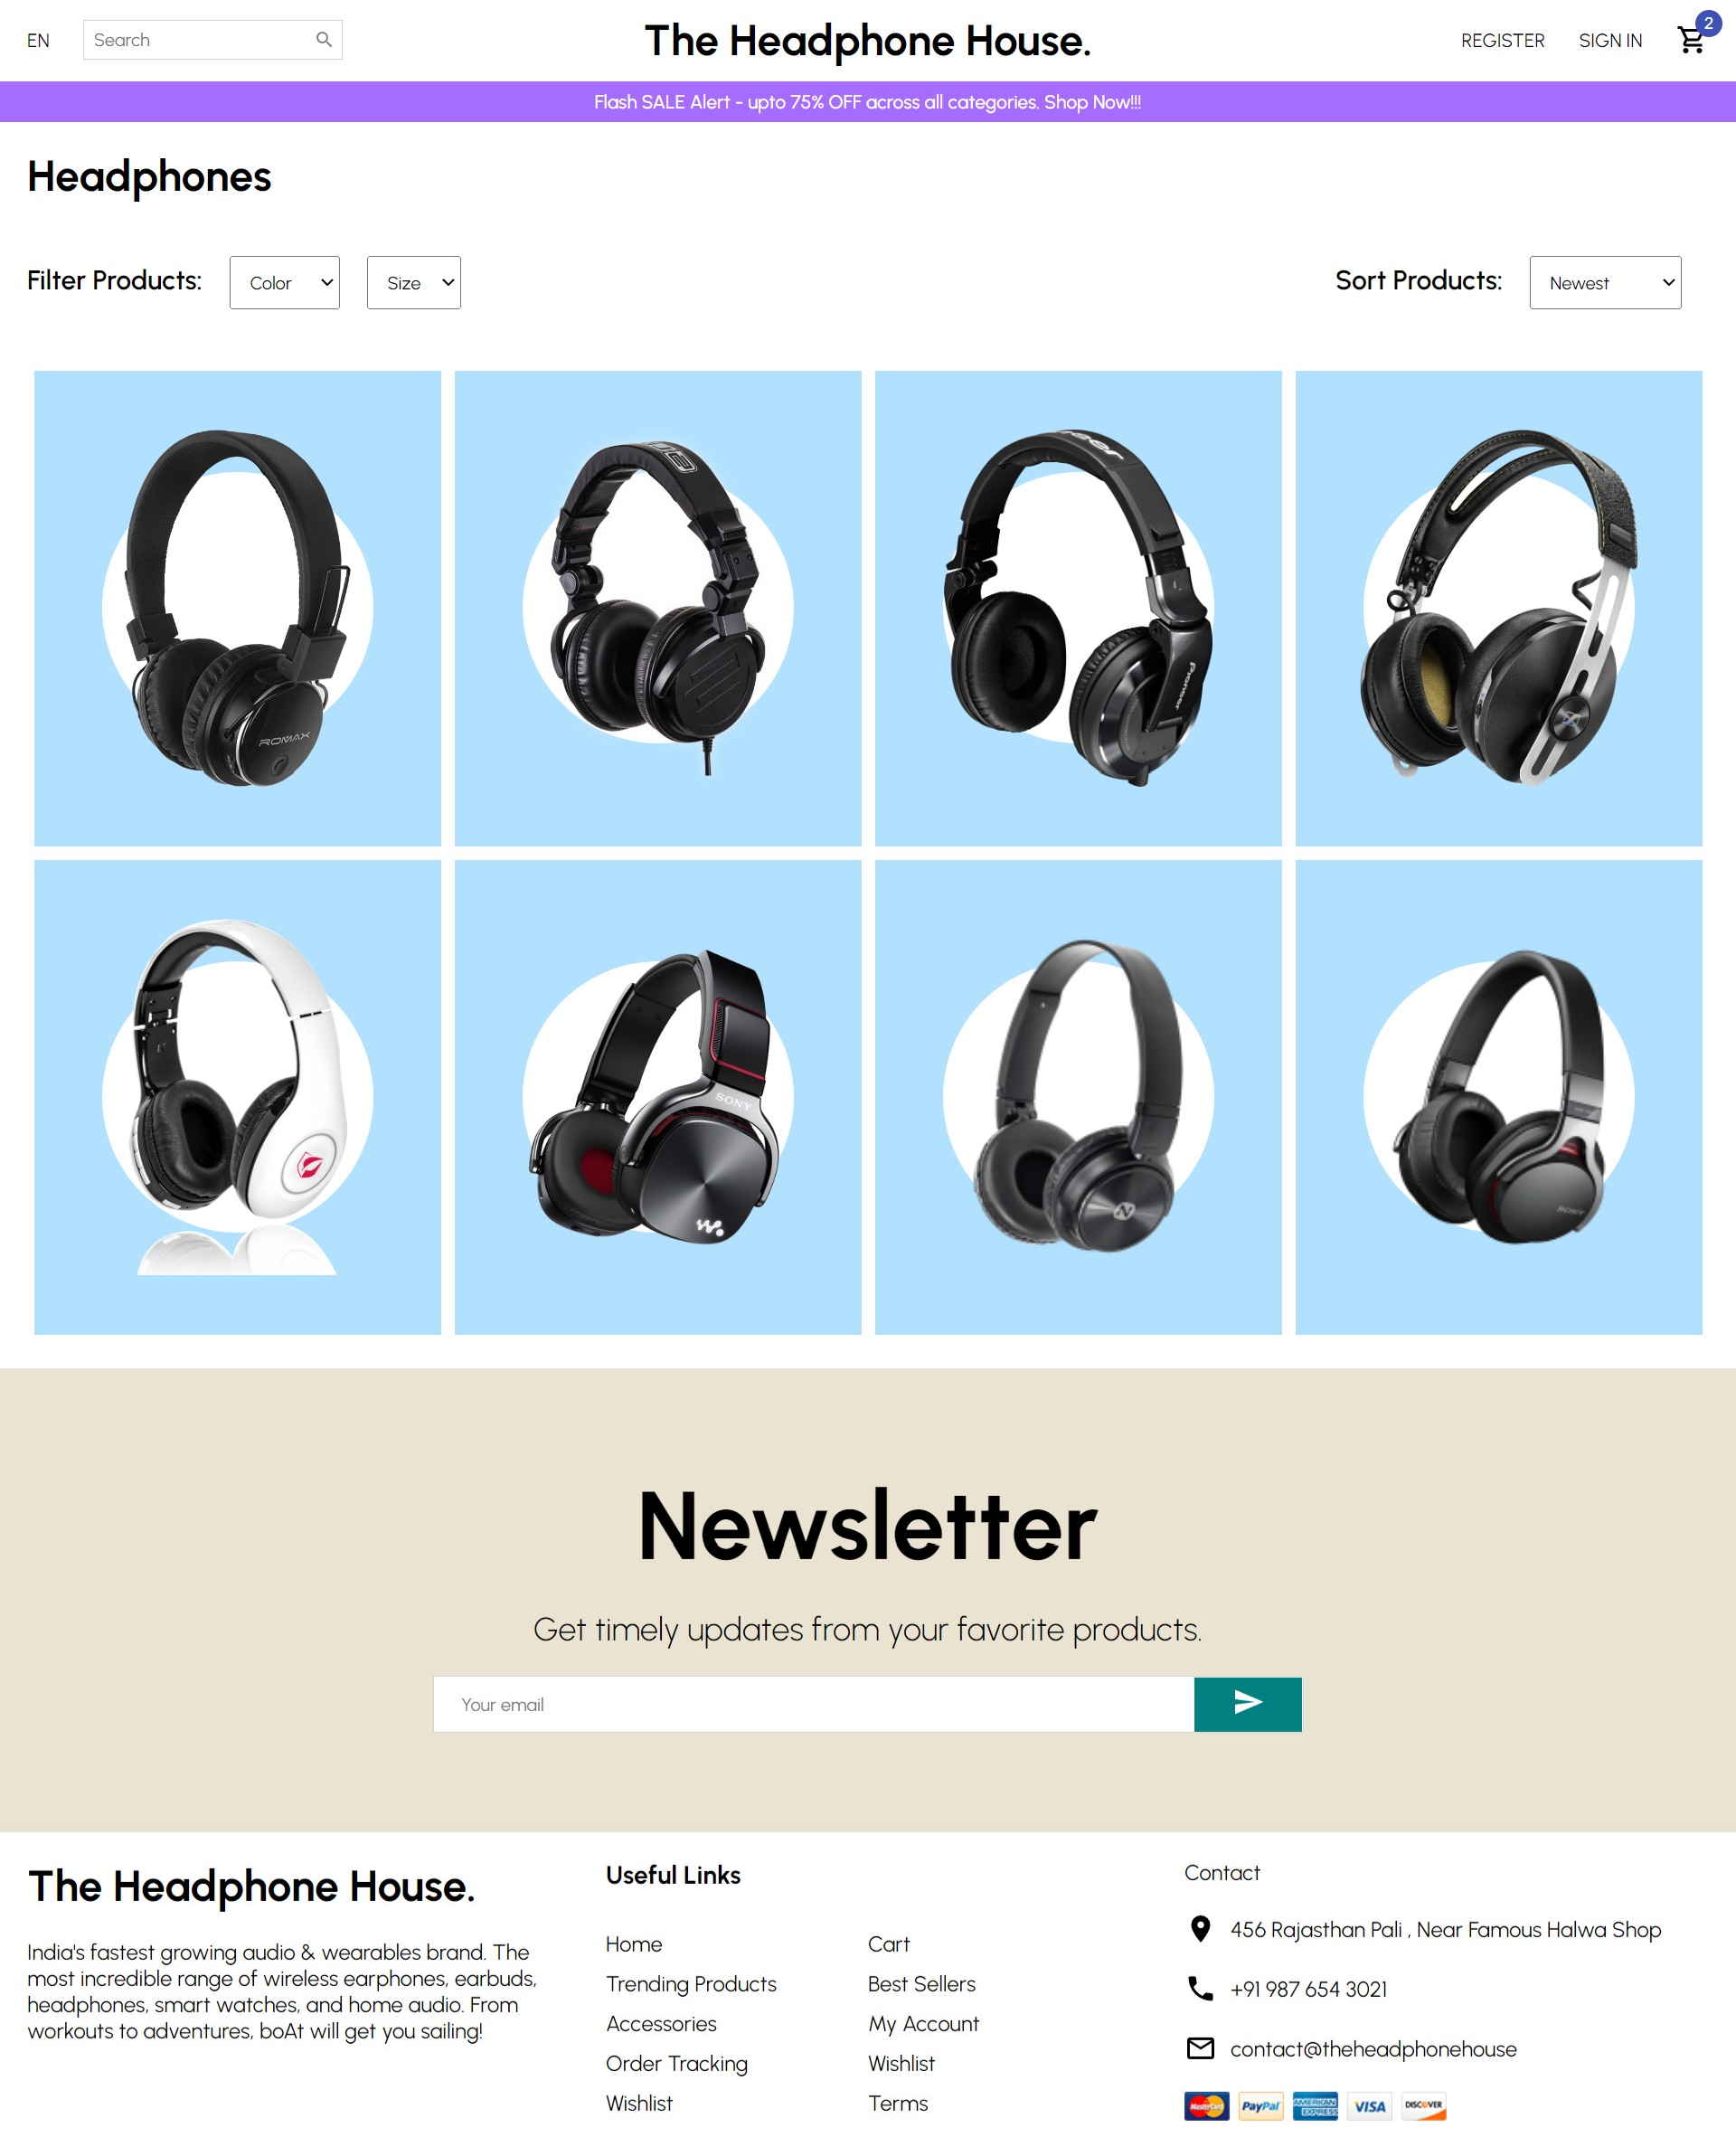 EN
Search
The Headphone House.
REGISTER
SIGN IN
2
Flash SALE Alert - upto 75% OFF across all categories. Shop Now!!!
Headphones
Filter Products:
Color
Size
Sort Products:
Newest
ROMAX
Pioneer
SONY
SONY
Newsletter
Get timely updates from your favorite products.
Your email
The Headphone House.
India's fastest growing audio & wearables brand. The
most incredible range of wireless earphones, earbuds,
headphones, smart watches, and home audio. From
workouts to adventures, boAt will get you sailing!
Useful Links
Home
Cart
Trending Products
Best Sellers
Accessories
My Account
Order Tracking
Wishlist
Wishlist
Terms
Contact
456 Rajasthan Pali , Near Famous Halwa Shop
+91 987 654 3021
contact@theheadphonehouse
MasterCard
PayPal
AMERICAN EXPRESS
VISA
DISCOVER